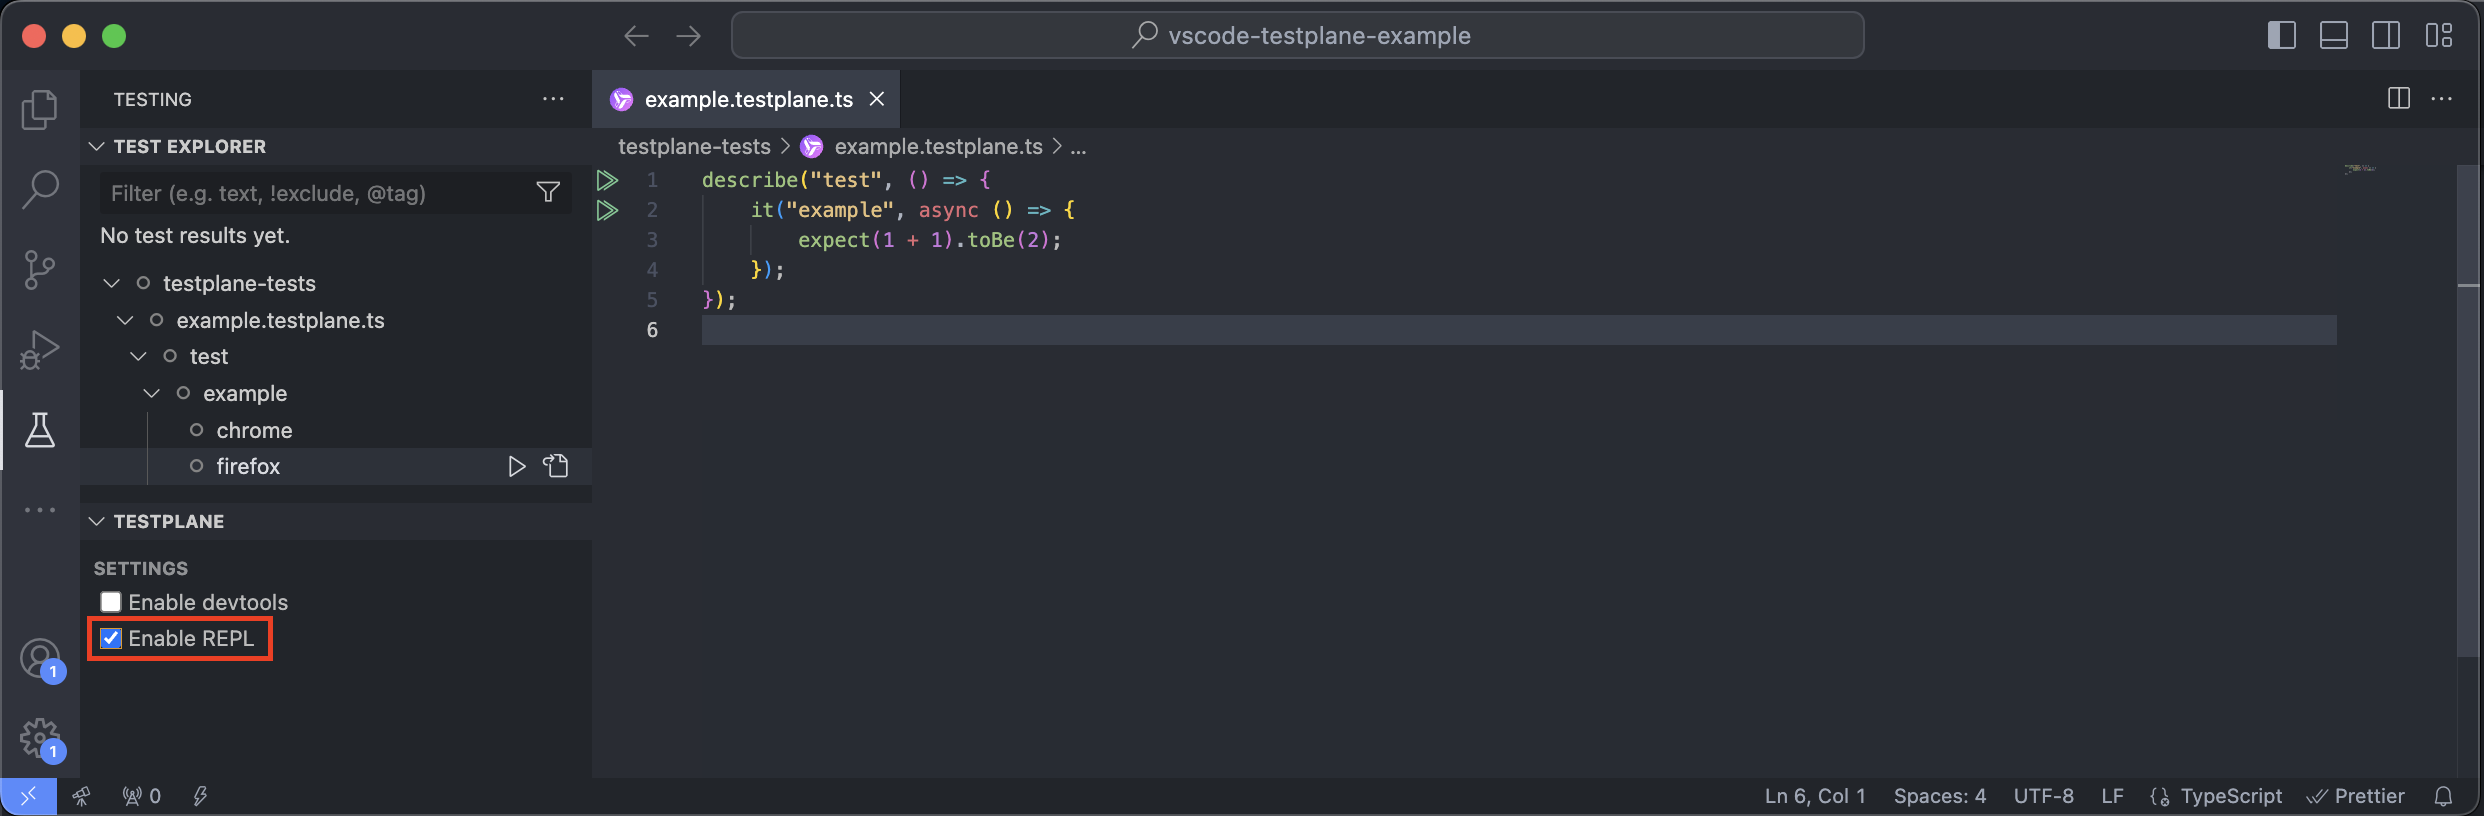 vscode-testplane-example
TESTING
example.testplane.ts
TEST EXPLORER
testplane-tests > example.testplane.ts > ...
Filter (e.g. text, !exclude, @tag)
No test results yet.
testplane-tests
example.testplane.ts
test
example
chrome
firefox
TESTPLANE
SETTINGS
Enable devtools
Enable REPL
1 describe("test", () => {
2 it("example", async () => {
3 expect(1 + 1).toBe(2);
4 });
5 });
6
1
1
0
Ln 6, Col 1 Spaces: 4 UTF-8 LF TypeScript Prettier